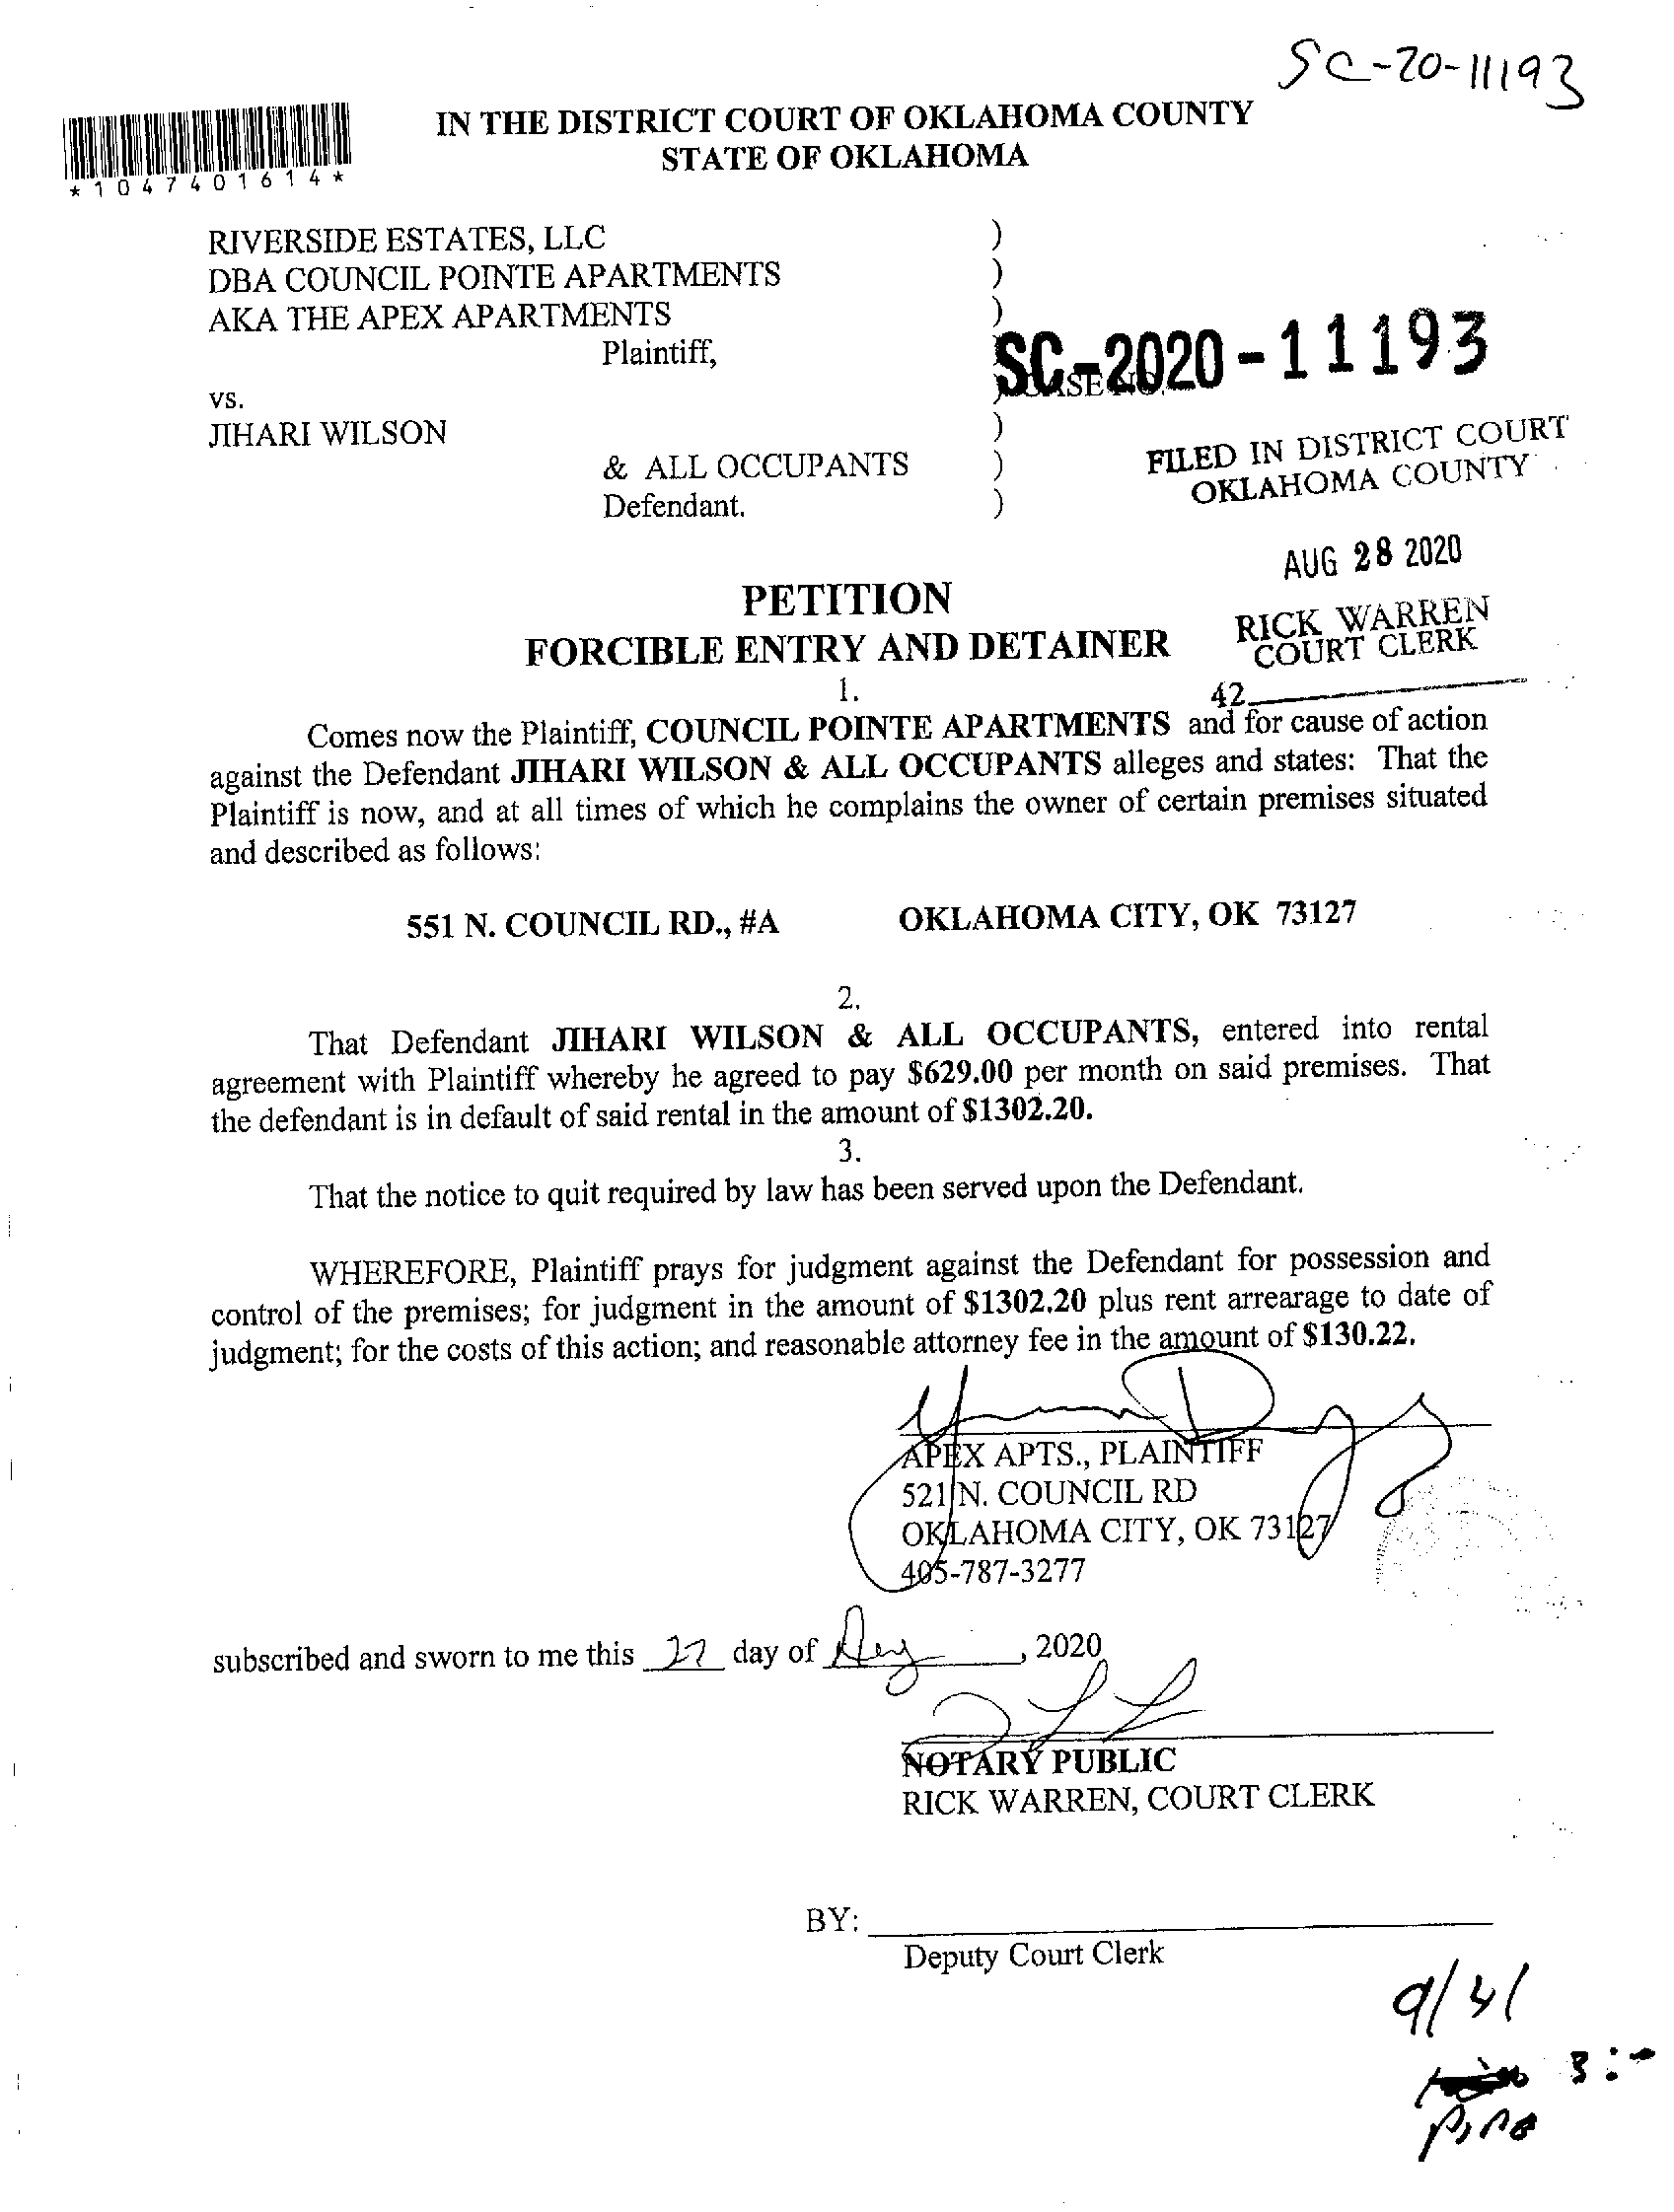 SC-20-11193
*1047401614*
IN THE DISTRICT COURT OF OKLAHOMA COUNTY
STATE OF OKLAHOMA
RIVERSIDE ESTATES, LLC )
DBA COUNCIL POINTE APARTMENTS )
AKA THE APEX APARTMENTS )
Plaintiff,
SC-2020-11193
vs.
JIHARI WILSON )
& ALL OCCUPANTS )
Defendant. )
FILED IN DISTRICT COURT
OKLAHOMA COUNTY
AUG 28 2020
RICK WARREN
COURT CLERK
42
PETITION
FORCIBLE ENTRY AND DETAINER
1.
Comes now the Plaintiff, COUNCIL POINTE APARTMENTS and for cause of action
against the Defendant JIHARI WILSON & ALL OCCUPANTS alleges and states: That the
Plaintiff is now, and at all times of which he complains the owner of certain premises situated
and described as follows:
551 N. COUNCIL RD., #A OKLAHOMA CITY, OK 73127
2.
That Defendant JIHARI WILSON & ALL OCCUPANTS, entered into rental
agreement with Plaintiff whereby he agreed to pay $629.00 per month on said premises. That
the defendant is in default of said rental in the amount of $1302.20.
3.
That the notice to quit required by law has been served upon the Defendant.
WHEREFORE, Plaintiff prays for judgment against the Defendant for possession and
control of the premises; for judgment in the amount of $1302.20 plus rent arrearage to date of
judgment; for the costs of this action; and reasonable attorney fee in the amount of $130.22.
APEX APTS., PLAINTIFF
521 N. COUNCIL RD
OKLAHOMA CITY, OK 73127
405-787-3277
subscribed and sworn to me this 27 day of Aug, 2020
NOTARY PUBLIC
RICK WARREN, COURT CLERK
BY:
Deputy Court Clerk